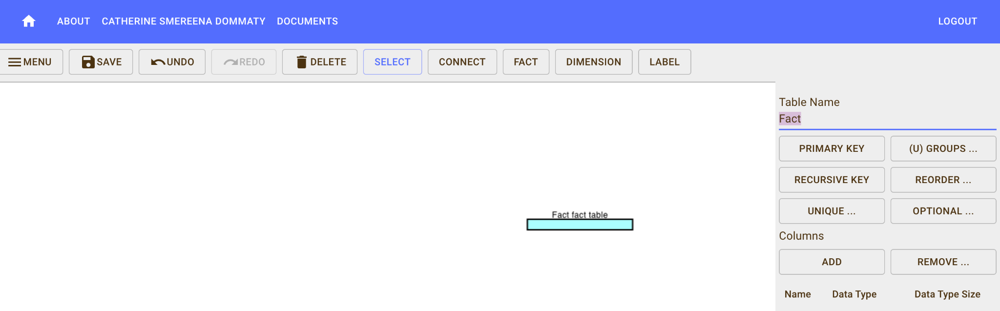 ABOUT CATHERINE SMEREENA DOMMATY DOCUMENTS LOGOUT
MENU SAVE UNDO REDO DELETE SELECT CONNECT FACT DIMENSION LABEL
Table Name
Fact
PRIMARY KEY (U) GROUPS ...
RECURSIVE KEY REORDER ...
UNIQUE ... OPTIONAL ...
Fact fact table
Columns
ADD REMOVE ...
Name Data Type Data Type Size